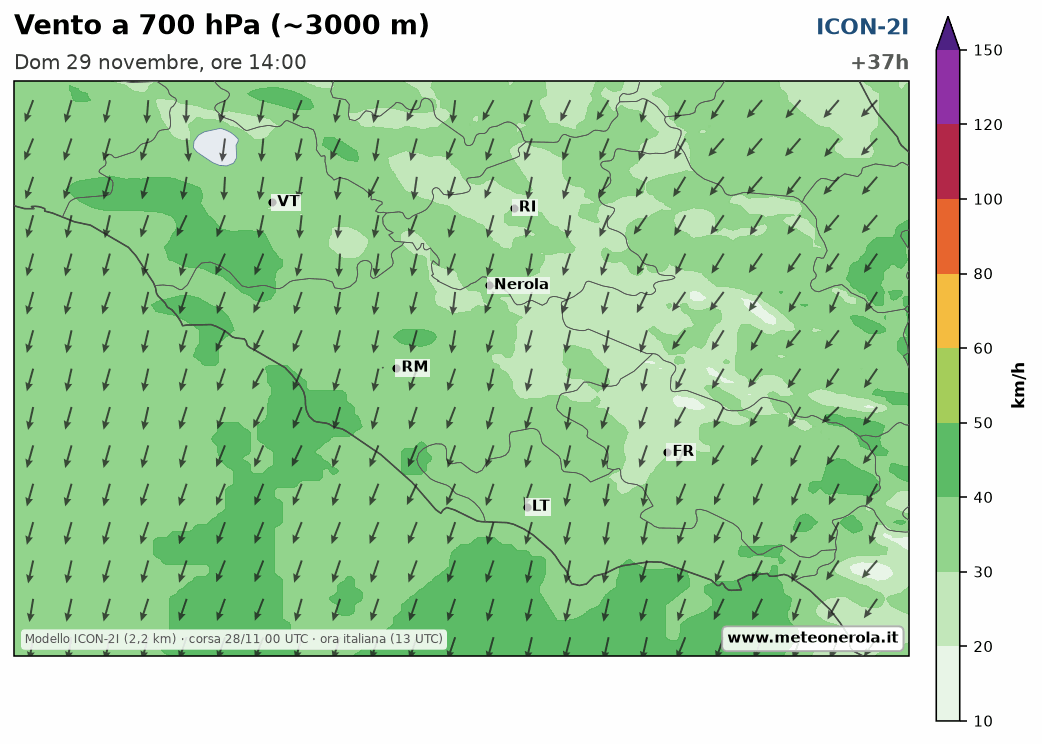 Vento a 700 hPa (~3000 m)
ICON-2I
Dom 29 novembre, ore 14:00
+37h
VT
RI
Nerola
RM
FR
LT
Modello ICON-2I (2,2 km) · corsa 28/11 00 UTC · ora italiana (13 UTC)
www.meteonerola.it
150
120
100
80
60
50
40
30
20
10
km/h